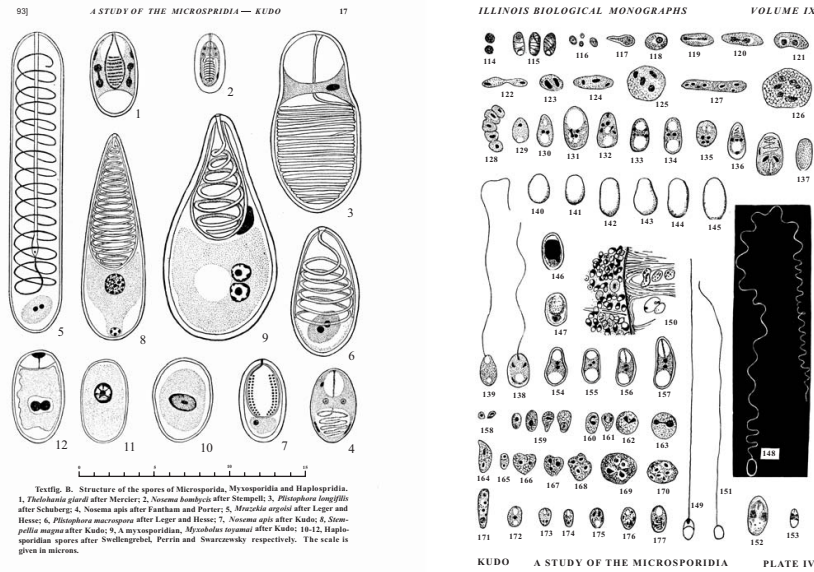 93]
A STUDY OF THE MICROSPRIDIA — KUDO
17
1
2
3
5
8
9
6
12
11
10
7
4
0
5
10
15
Textfig. B. Structure of the spores of Microsporida, Myxosporidia and Haplospridia.
1, Thelohania giardi after Mercier; 2, Nosema bombycis after Stempell; 3, Plistophora longifilis
after Schuberg; 4, Nosema apis after Fantham and Porter; 5, Mrazekia argoisi after Leger and
Hesse; 6, Plistophora macrospora after Leger and Hesse; 7, Nosema apis after Kudo; 8, Stem-
pellia magna after Kudo; 9, A myxosporidian, Myxobolus toyamai after Kudo; 10-12, Haplo-
sporidian spores after Swellengrebel, Perrin and Swarczewsky respectively. The scale is
given in microns.
ILLINOIS BIOLOGICAL MONOGRAPHS
VOLUME IX
114 115 116 117 118 119 120 121
122 123 124 125 127 126
128 129 130 131 132 133 134 135 136 137
140 141 142 143 144 145
146
147
150
139 138 154 155 156 157
148
158 159 160 161 162 163
164 165 166 167 168 169 170
149 151
171 172 173 174 175 176 177 152 153
KUDO
A STUDY OF THE MICROSPORIDIA
PLATE IV